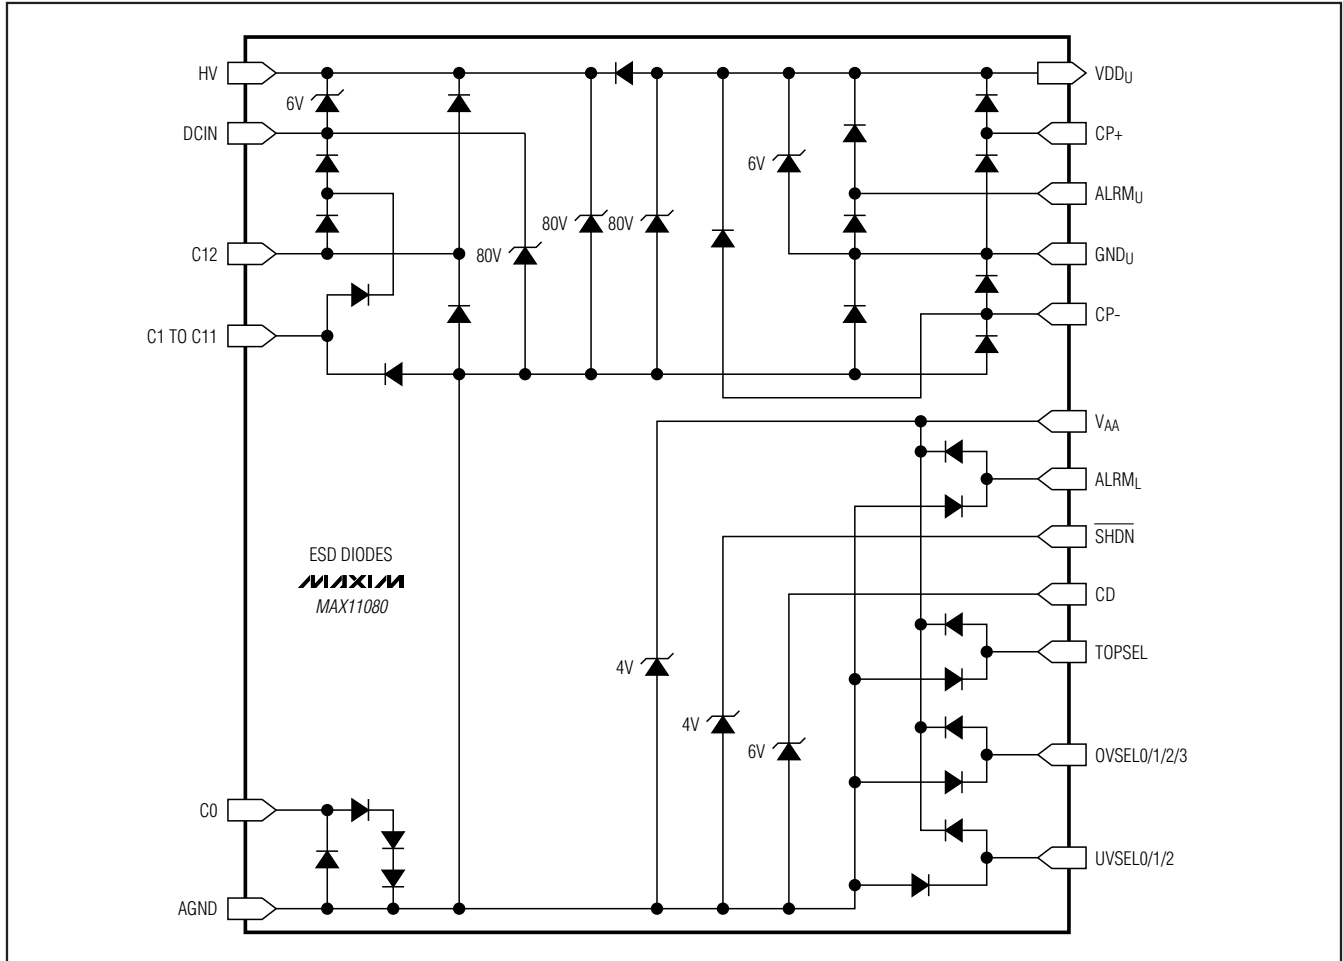 HV
VDDU
6V
DCIN
CP+
6V
ALRMU
80V
80V
80V
C12
GNDU
C1 TO C11
CP-
VAA
ALRML
SHDN
ESD DIODES
MAXIM
MAX11080
CD
TOPSEL
4V
4V
6V
OVSEL0/1/2/3
C0
UVSEL0/1/2
AGND